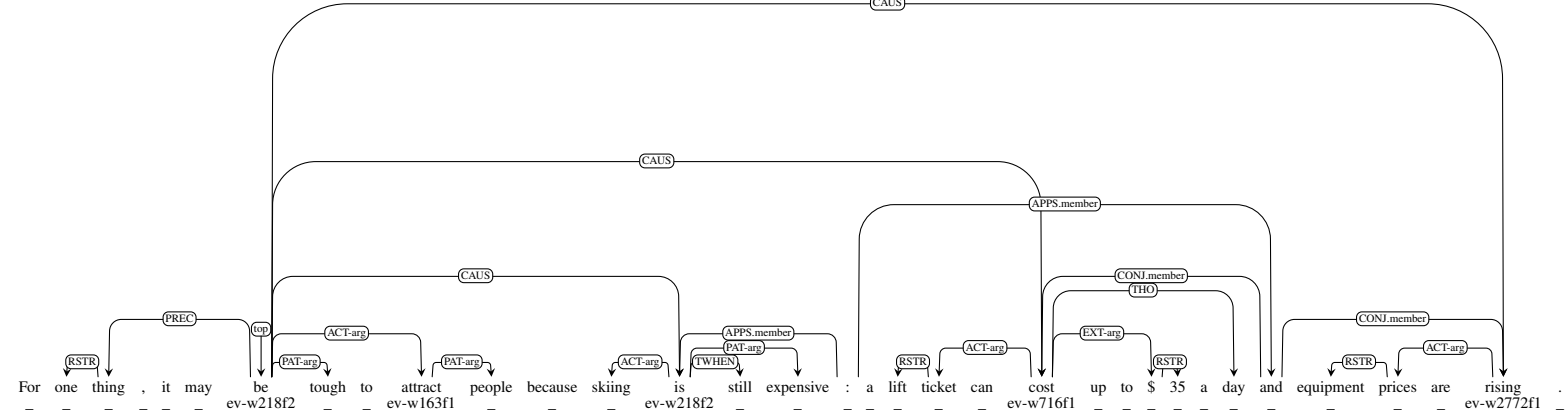 CAUS
CAUS
APPS.member
CAUS CONJ.member
THO
PREC CONJ.member
top ACT-arg APPS.member EXT-arg
PAT-arg ACT-arg ACT-arg
RSTR PAT-arg PAT-arg ACT-arg TWHEN RSTR RSTR RSTR
For one thing , it may be tough to attract people because skiing is still expensive : a lift ticket can cost up to $ 35 a day and equipment prices are rising .
_ _ _ _ _ _ ev-w218f2 _ _ ev-w163f1 _ _ _ ev-w218f2 _ _ _ _ _ _ _ ev-w716f1 _ _ _ _ _ _ _ _ _ _ ev-w2772f1 _